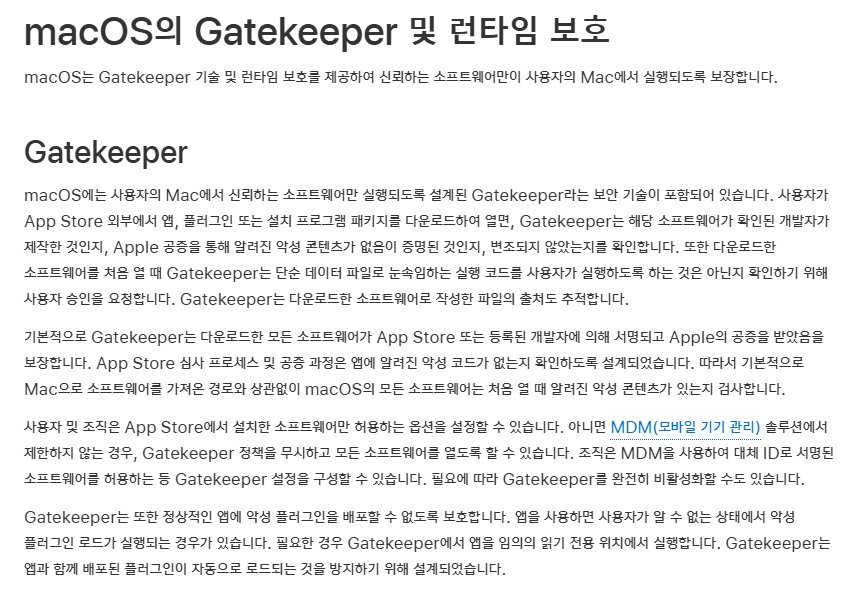 macOS의 Gatekeeper 및 런타임 보호
macOS는 Gatekeeper 기술 및 런타임 보호를 제공하여 신뢰하는 소프트웨어만이 사용자의 Mac에서 실행되도록 보장합니다.
Gatekeeper
macOS에는 사용자의 Mac에서 신뢰하는 소프트웨어만 실행되도록 설계된 Gatekeeper라는 보안 기술이 포함되어 있습니다. 사용자가
App Store 외부에서 앱, 플러그인 또는 설치 프로그램 패키지를 다운로드하여 열면, Gatekeeper는 해당 소프트웨어가 확인된 개발자가
제작한 것인지, Apple 공증을 통해 알려진 악성 콘텐츠가 없음이 증명된 것인지, 변조되지 않았는지를 확인합니다. 또한 다운로드한
소프트웨어를 처음 열 때 Gatekeeper는 단순 데이터 파일로 눈속임하는 실행 코드를 사용자가 실행하도록 하는 것은 아닌지 확인하기 위해
사용자 승인을 요청합니다. Gatekeeper는 다운로드한 소프트웨어로 작성한 파일의 출처도 추적합니다.
기본적으로 Gatekeeper는 다운로드한 모든 소프트웨어가 App Store 또는 등록된 개발자에 의해 서명되고 Apple의 공증을 받았음을
보장합니다. App Store 심사 프로세스 및 공증 과정은 앱에 알려진 악성 코드가 없는지 확인하도록 설계되었습니다. 따라서 기본적으로
Mac으로 소프트웨어를 가져온 경로와 상관없이 macOS의 모든 소프트웨어는 처음 열 때 알려진 악성 콘텐츠가 있는지 검사합니다.
사용자 및 조직은 App Store에서 설치한 소프트웨어만 허용하는 옵션을 설정할 수 있습니다. 아니면 MDM(모바일 기기 관리) 솔루션에서
제한하지 않는 경우, Gatekeeper 정책을 무시하고 모든 소프트웨어를 열도록 할 수 있습니다. 조직은 MDM을 사용하여 대체 ID로 서명된
소프트웨어를 허용하는 등 Gatekeeper 설정을 구성할 수 있습니다. 필요에 따라 Gatekeeper를 완전히 비활성화할 수도 있습니다.
Gatekeeper는 또한 정상적인 앱에 악성 플러그인을 배포할 수 없도록 보호합니다. 앱을 사용하면 사용자가 알 수 없는 상태에서 악성
플러그인 로드가 실행되는 경우가 있습니다. 필요한 경우 Gatekeeper에서 앱을 임의의 읽기 전용 위치에서 실행합니다. Gatekeeper는
앱과 함께 배포된 플러그인이 자동으로 로드되는 것을 방지하기 위해 설계되었습니다.